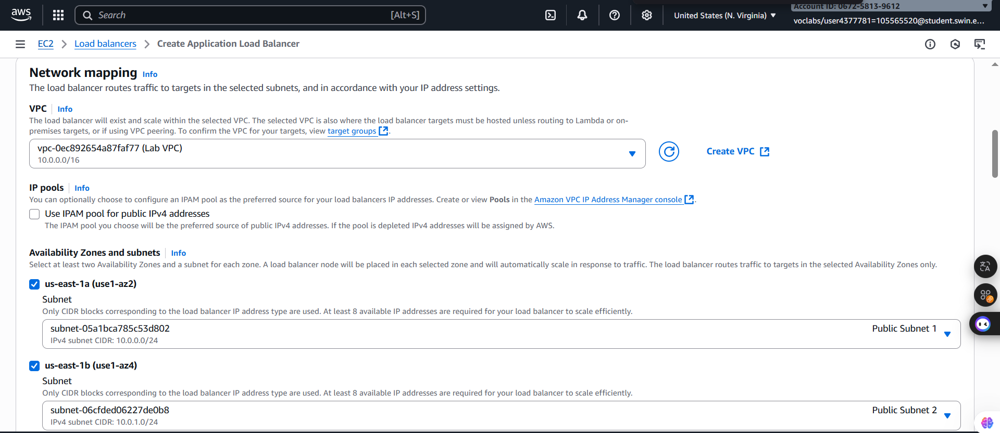 aws
Search
[Alt+S]
United States (N. Virginia)
Account ID: 0672-5813-9612
voclabs/user4377781=105565520@student.swin.e...
EC2
Load balancers
Create Application Load Balancer
Network mapping Info
The load balancer routes traffic to targets in the selected subnets, and in accordance with your IP address settings.
VPC Info
The load balancer will exist and scale within the selected VPC. The selected VPC is also where the load balancer targets must be hosted unless routing to Lambda or on-
premises targets, or if using VPC peering. To confirm the VPC for your targets, view target groups.
vpc-0ec892654a87faf77 (Lab VPC)
10.0.0.0/16
Create VPC
IP pools Info
You can optionally choose to configure an IPAM pool as the preferred source for your load balancers IP addresses. Create or view Pools in the Amazon VPC IP Address Manager console.
Use IPAM pool for public IPv4 addresses
The IPAM pool you choose will be the preferred source of public IPv4 addresses. If the pool is depleted IPv4 addresses will be assigned by AWS.
Availability Zones and subnets Info
Select at least two Availability Zones and a subnet for each zone. A load balancer node will be placed in each selected zone and will automatically scale in response to traffic. The load balancer routes traffic to targets in the selected Availability Zones only.
us-east-1a (use1-az2)
Subnet
Only CIDR blocks corresponding to the load balancer IP address type are used. At least 8 available IP addresses are required for your load balancer to scale efficiently.
subnet-05a1bca785c53d802
Public Subnet 1
IPv4 subnet CIDR: 10.0.0.0/24
us-east-1b (use1-az4)
Subnet
Only CIDR blocks corresponding to the load balancer IP address type are used. At least 8 available IP addresses are required for your load balancer to scale efficiently.
subnet-06cfded06227de0b8
Public Subnet 2
IPv4 subnet CIDR: 10.0.1.0/24